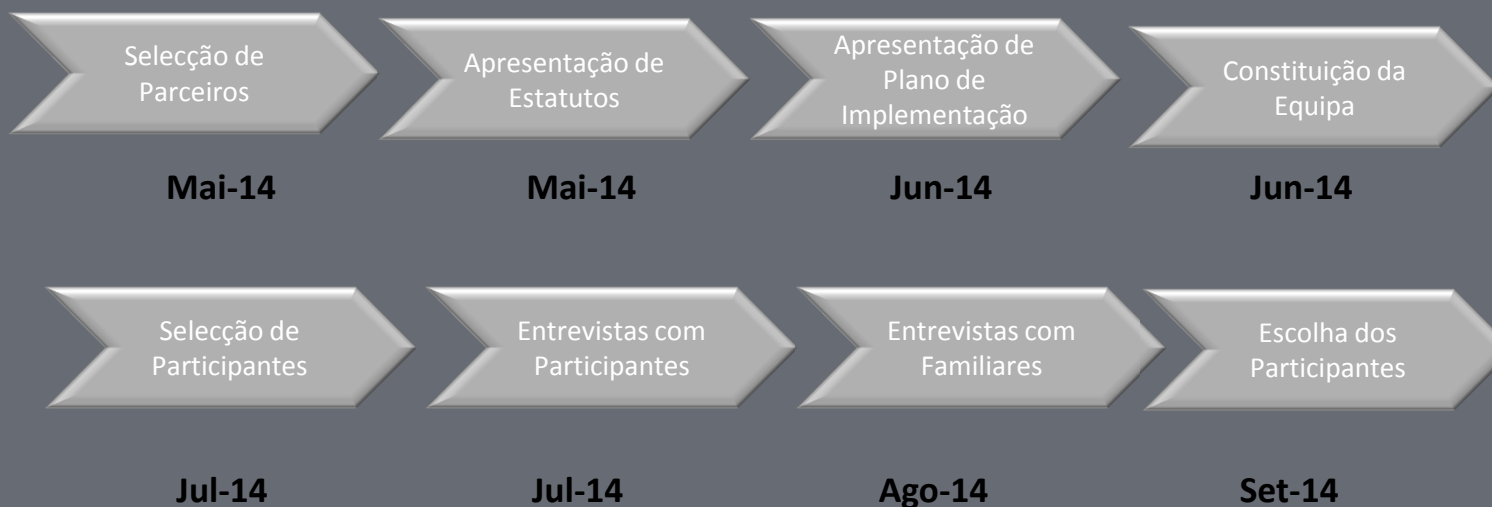 Selecção de
Parceiros
Apresentação de
Estatutos
Apresentação de
Plano de
Implementação
Constituição da
Equipa
Mai-14
Mai-14
Jun-14
Jun-14
Selecção de
Participantes
Entrevistas com
Participantes
Entrevistas com
Familiares
Escolha dos
Participantes
Jul-14
Jul-14
Ago-14
Set-14